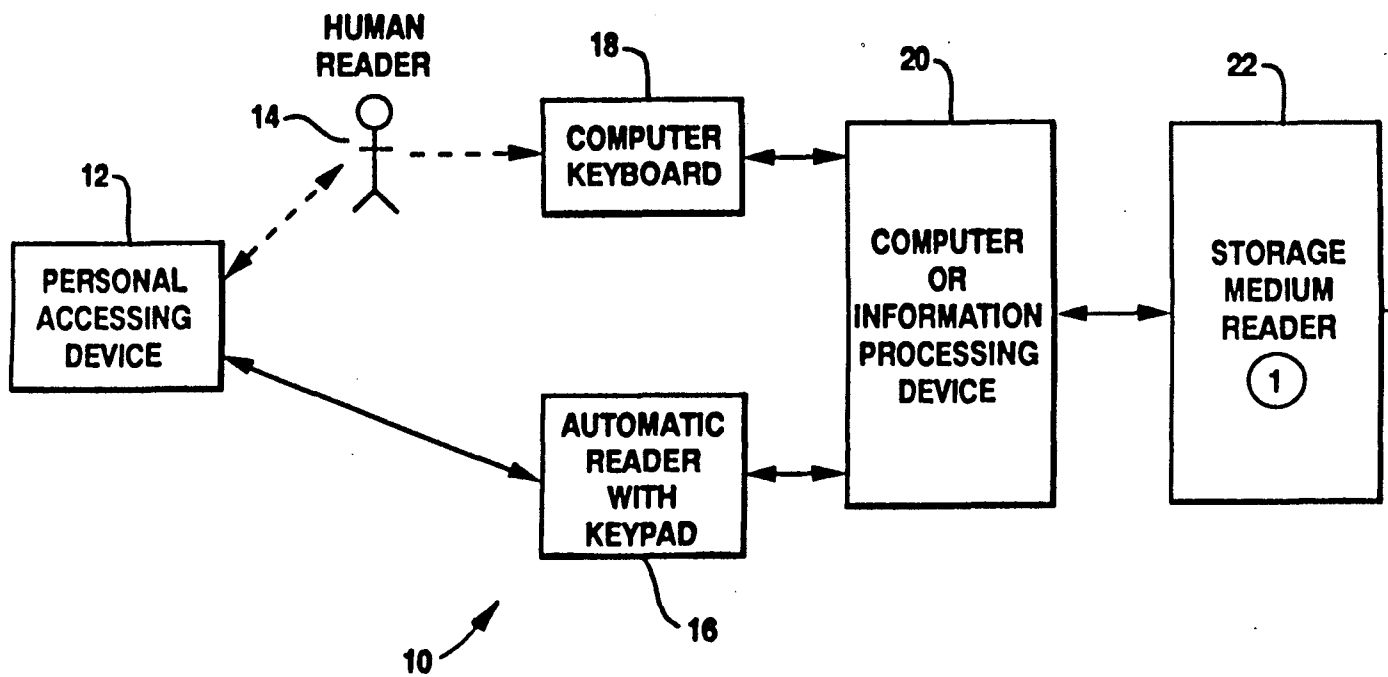 HUMAN
READER
14
12
PERSONAL
ACCESSING
DEVICE
18
COMPUTER
KEYBOARD
AUTOMATIC
READER
WITH
KEYPAD
16
10
20
COMPUTER
OR
INFORMATION
PROCESSING
DEVICE
22
STORAGE
MEDIUM
READER
1